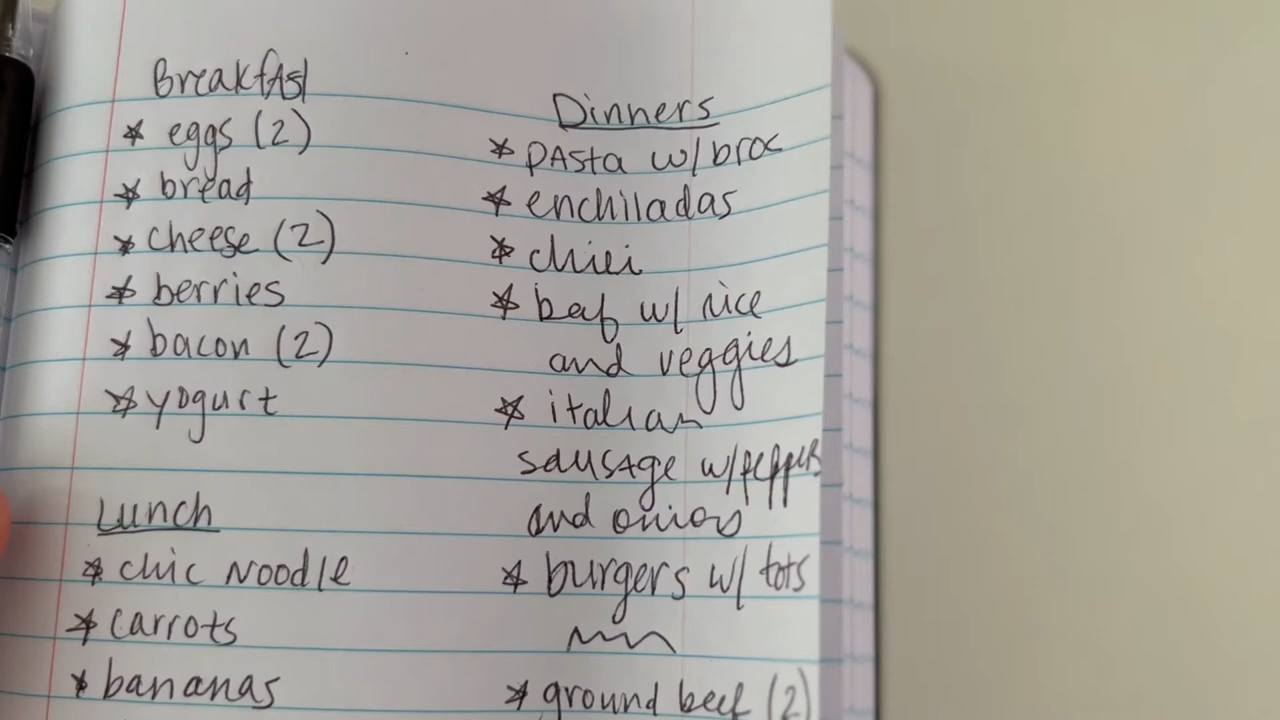 BreakfAst
* eggs (2)
* bread
* cheese (2)
* berries
* bacon (2)
* yogurt
Lunch
* chic Noodle
* carrots
* bananas
Dinners
* pAsta w/ broc
* enchiladas
* chili
* beef w/ rice
and veggies
* italian
sausage w/ peppers
and onions
* burgers w/ tots
* ground beef (2)